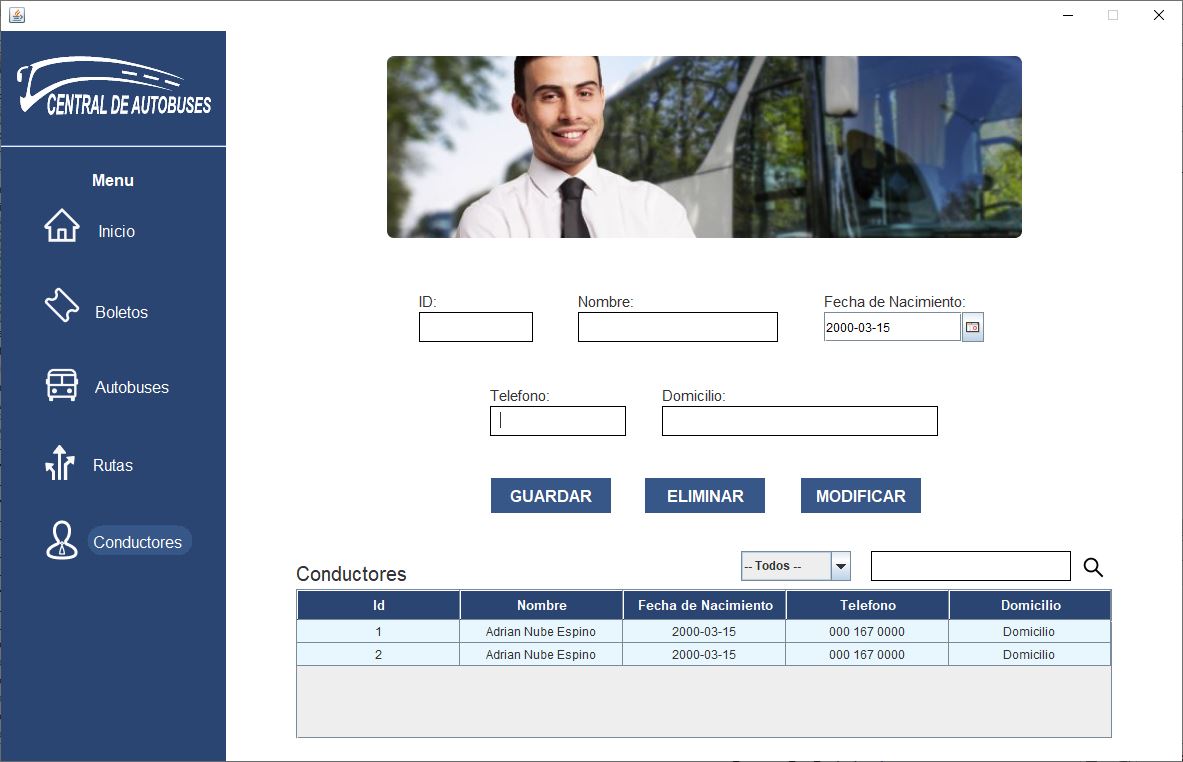 CENTRAL DE AUTOBUSES
Menu
Inicio
Boletos
Autobuses
Rutas
Conductores
ID:
Nombre:
Fecha de Nacimiento:
2000-03-15
Telefono:
Domicilio:
GUARDAR
ELIMINAR
MODIFICAR
-- Todos --
Conductores
Id Nombre Fecha de Nacimiento Telefono Domicilio
1 Adrian Nube Espino 2000-03-15 000 167 0000 Domicilio
2 Adrian Nube Espino 2000-03-15 000 167 0000 Domicilio